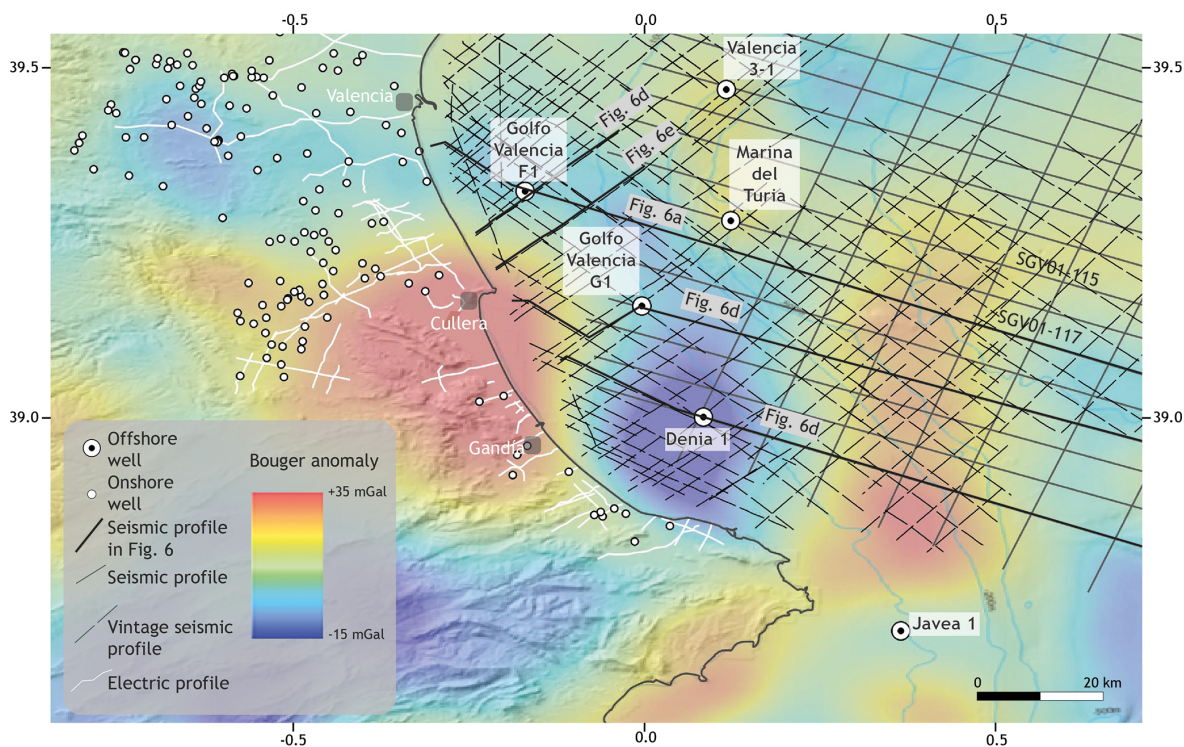 -0.5
0.0
0.5
39.5
39.5
39.0
39.0
Valencia
3-1
Valencia
Fig. 6d
Golfo
Valencia
F1
Fig. 6e
Marina
del
Turia
Fig. 6a
Golfo
Valencia
G1
SGV01-115
Fig. 6d
SGV01-117
Cullera
Fig. 6d
Denia 1
Gandía
Offshore
well
Onshore
well
Seismic profile
in Fig. 6
Seismic profile
Vintage seismic
profile
Electric profile
Bouger anomaly
+35 mGal
-15 mGal
Javea 1
0
20 km
-0.5
0.0
0.5